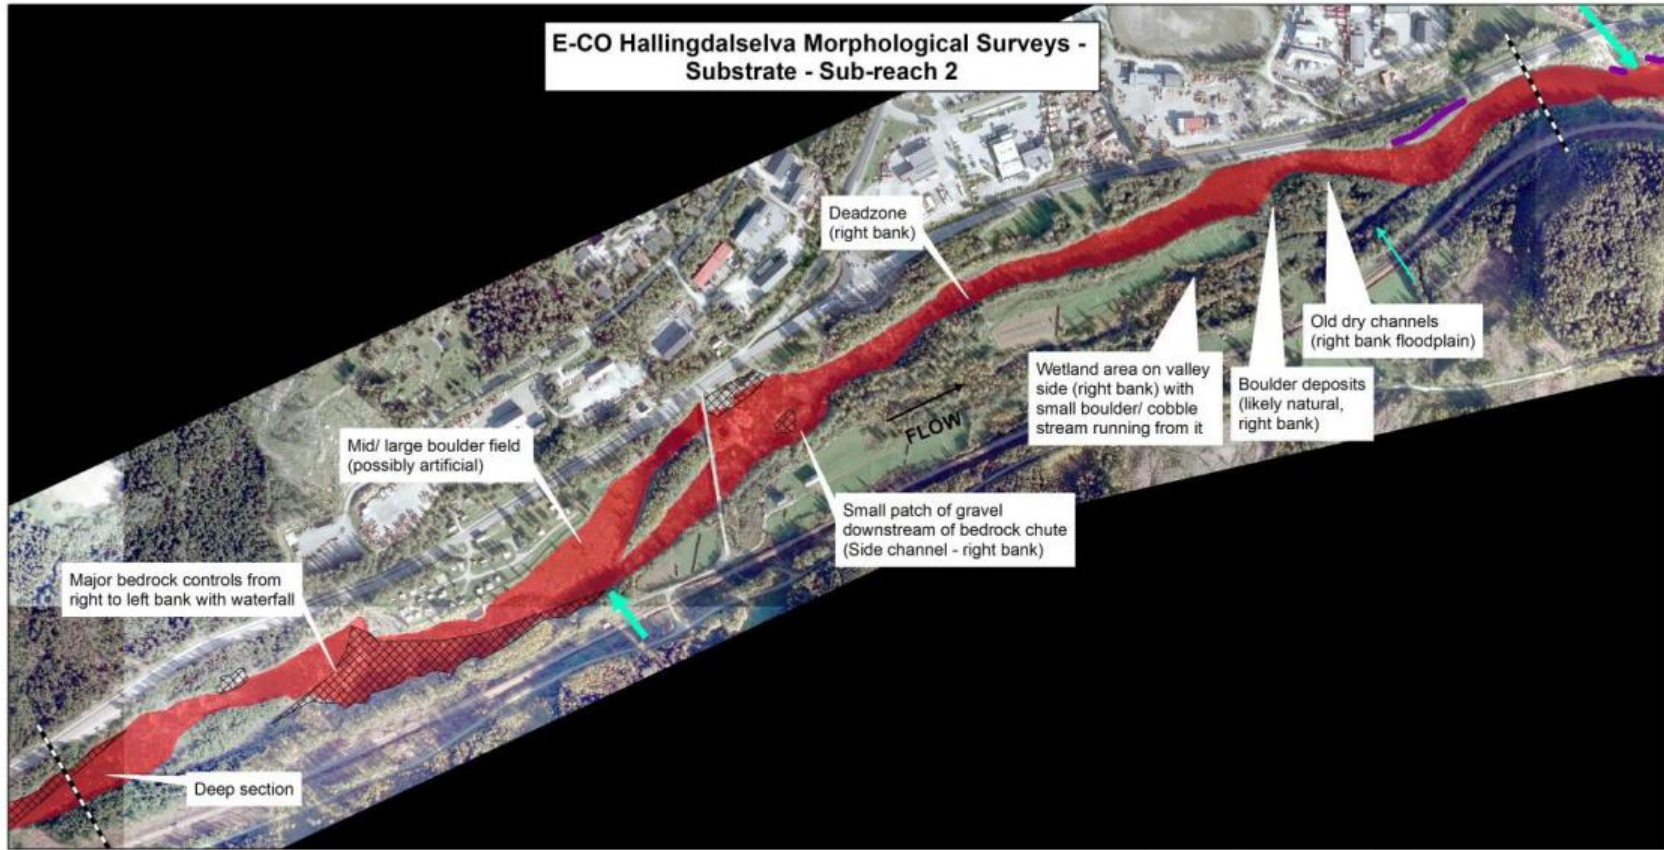 E-CO Hallingdalselva Morphological Surveys -
Substrate - Sub-reach 2
Deadzone
(right bank)
Old dry channels
(right bank floodplain)
Wetland area on valley
side (right bank) with
small boulder/ cobble
stream running from it
Boulder deposits
(likely natural,
right bank)
FLOW
Mid/ large boulder field
(possibly artificial)
Small patch of gravel
downstream of bedrock chute
(Side channel - right bank)
Major bedrock controls from
right to left bank with waterfall
Deep section